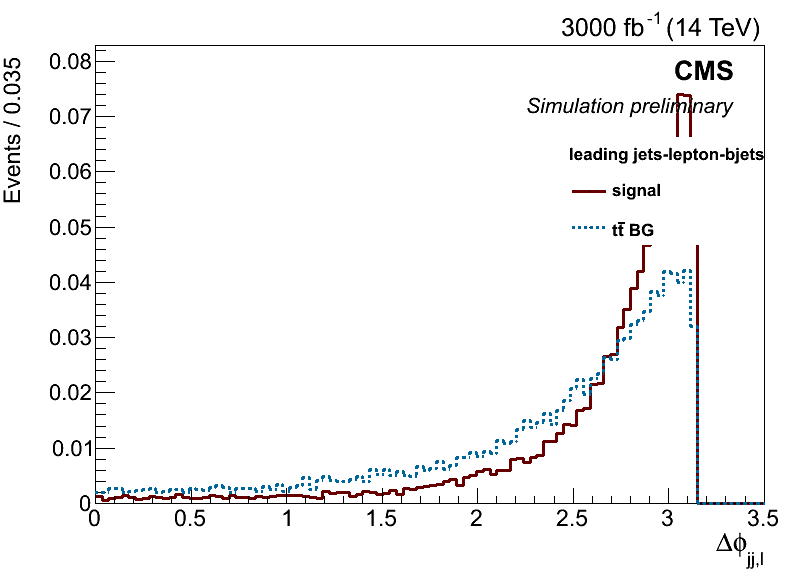 3000 fb⁻¹ (14 TeV)
CMS
Simulation preliminary
leading jets-lepton-bjets
signal
tt̄ BG
Events / 0.035
0.08
0.07
0.06
0.05
0.04
0.03
0.02
0.01
0
0 0.5 1 1.5 2 2.5 3 3.5
Δϕjj,l